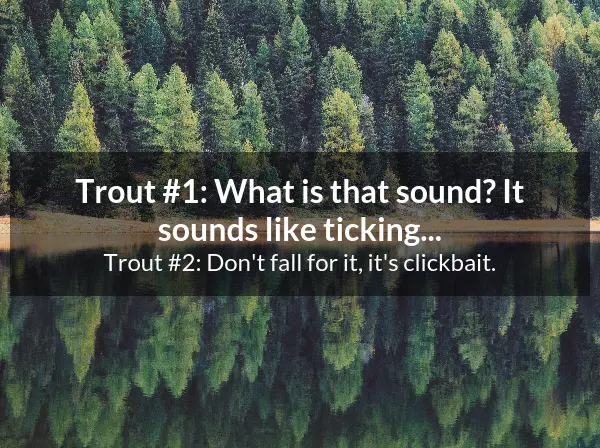 Trout #1: What is that sound? It
sounds like ticking...
Trout #2: Don't fall for it, it's clickbait.